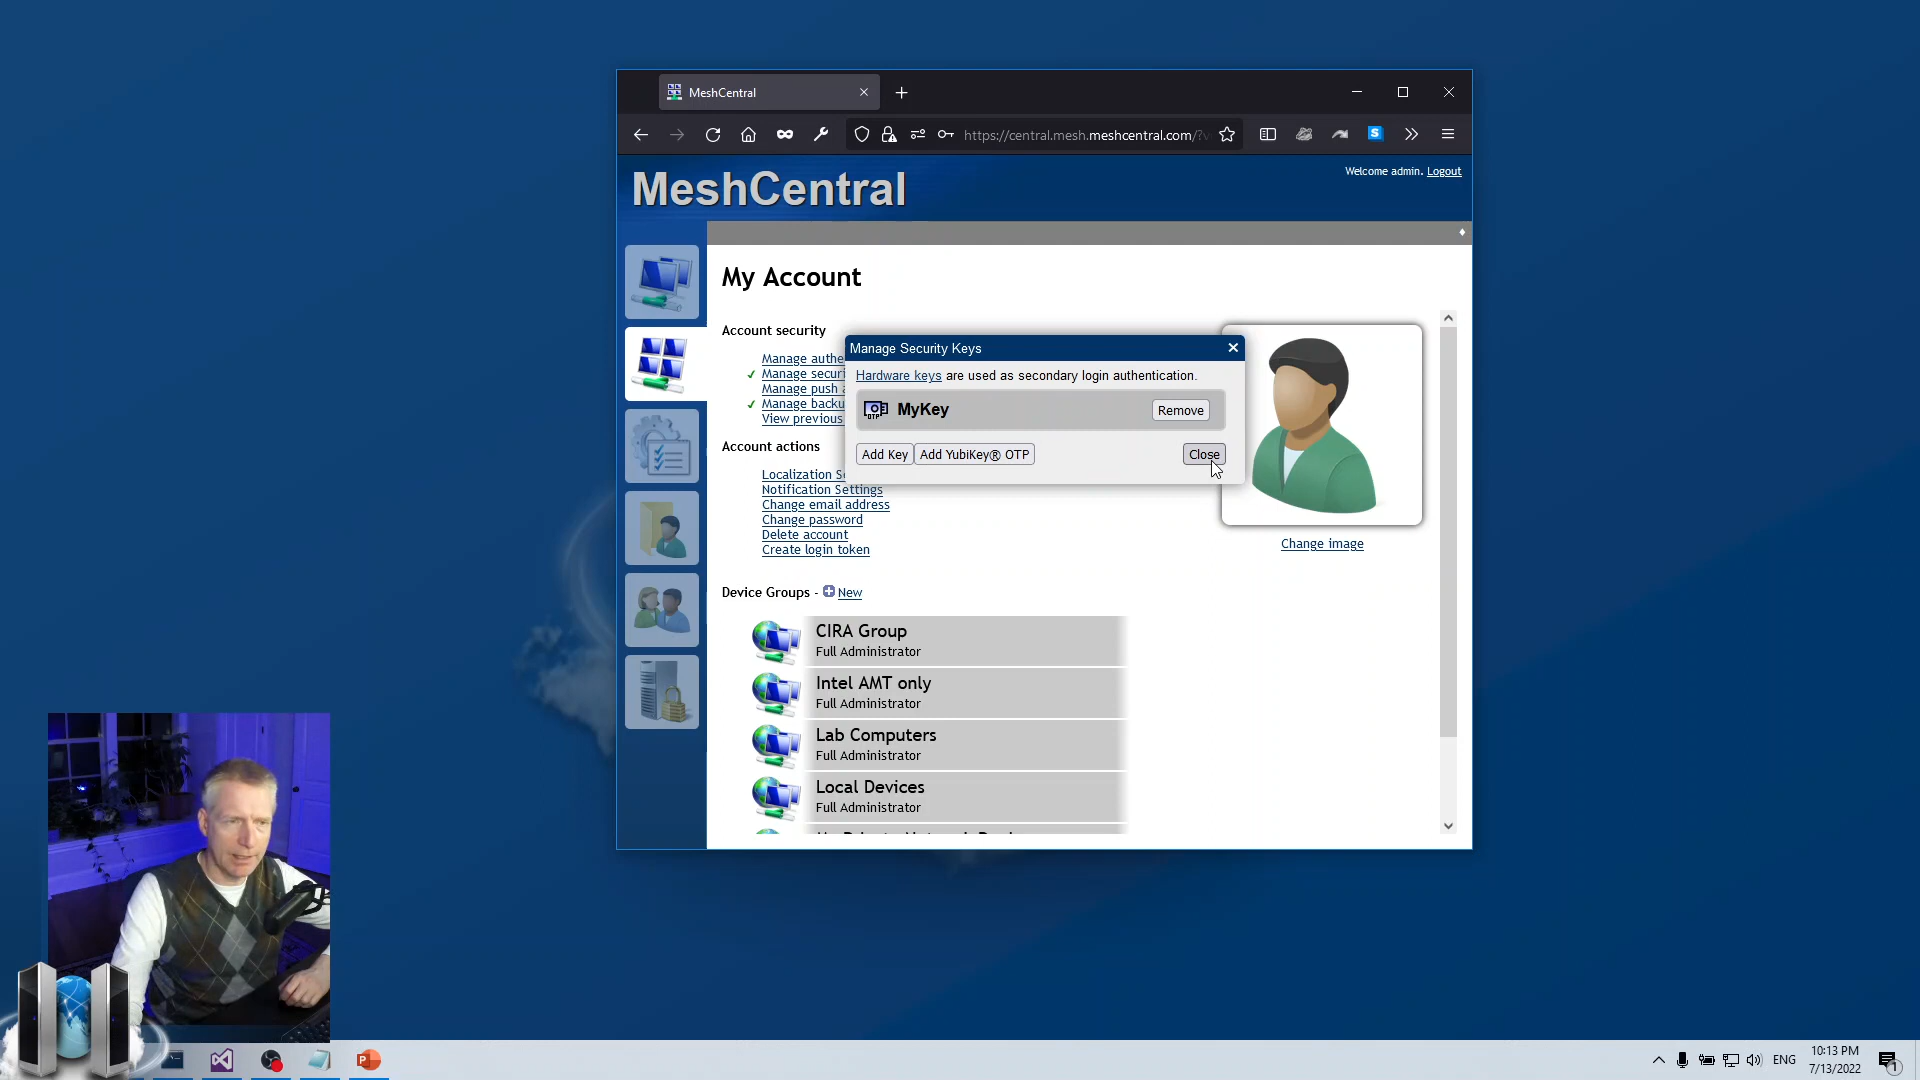 MeshCentral
https://central.mesh.meshcentral.com/?v
MeshCentral
Welcome admin. Logout
My Account
Account security
Manage authe
Manage securi
Manage push a
Manage backu
View previous
Manage Security Keys
Hardware keys are used as secondary login authentication.
OTP
MyKey
Remove
Add Key
Add YubiKey® OTP
Close
Account actions
Localization Se
Notification Settings
Change email address
Change password
Delete account
Create login token
Change image
Device Groups - New
CIRA Group
Full Administrator
Intel AMT only
Full Administrator
Lab Computers
Full Administrator
Local Devices
Full Administrator
ENG
10:13 PM
7/13/2022
1